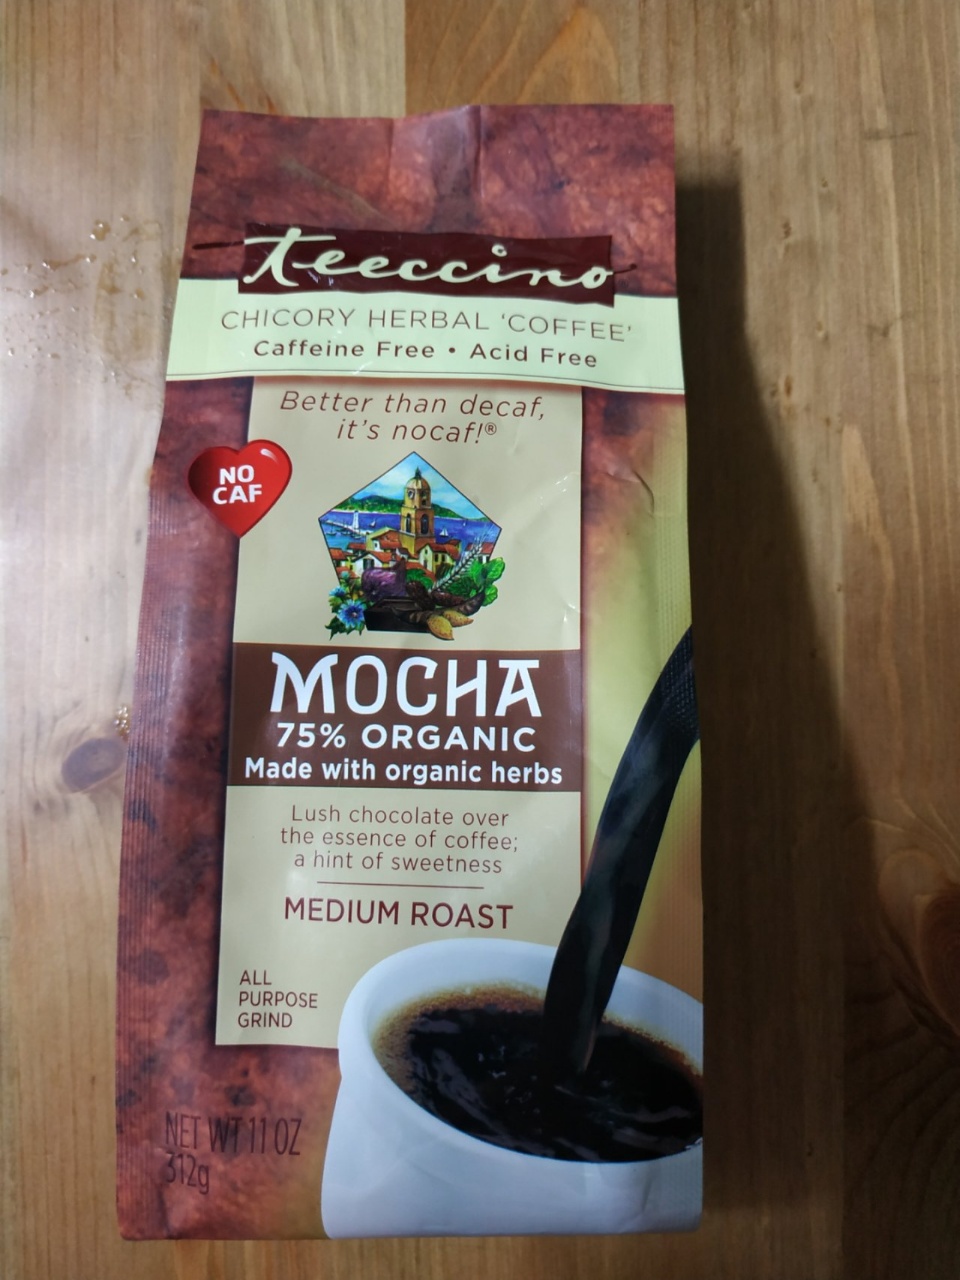 teeccino
CHICORY HERBAL 'COFFEE'
Caffeine Free • Acid Free
Better than decaf,
it's nocaf!®
NO
CAF
MOCHA
75% ORGANIC
Made with organic herbs
Lush chocolate over
the essence of coffee;
a hint of sweetness
MEDIUM ROAST
ALL
PURPOSE
GRIND
NET WT 11 OZ
312g